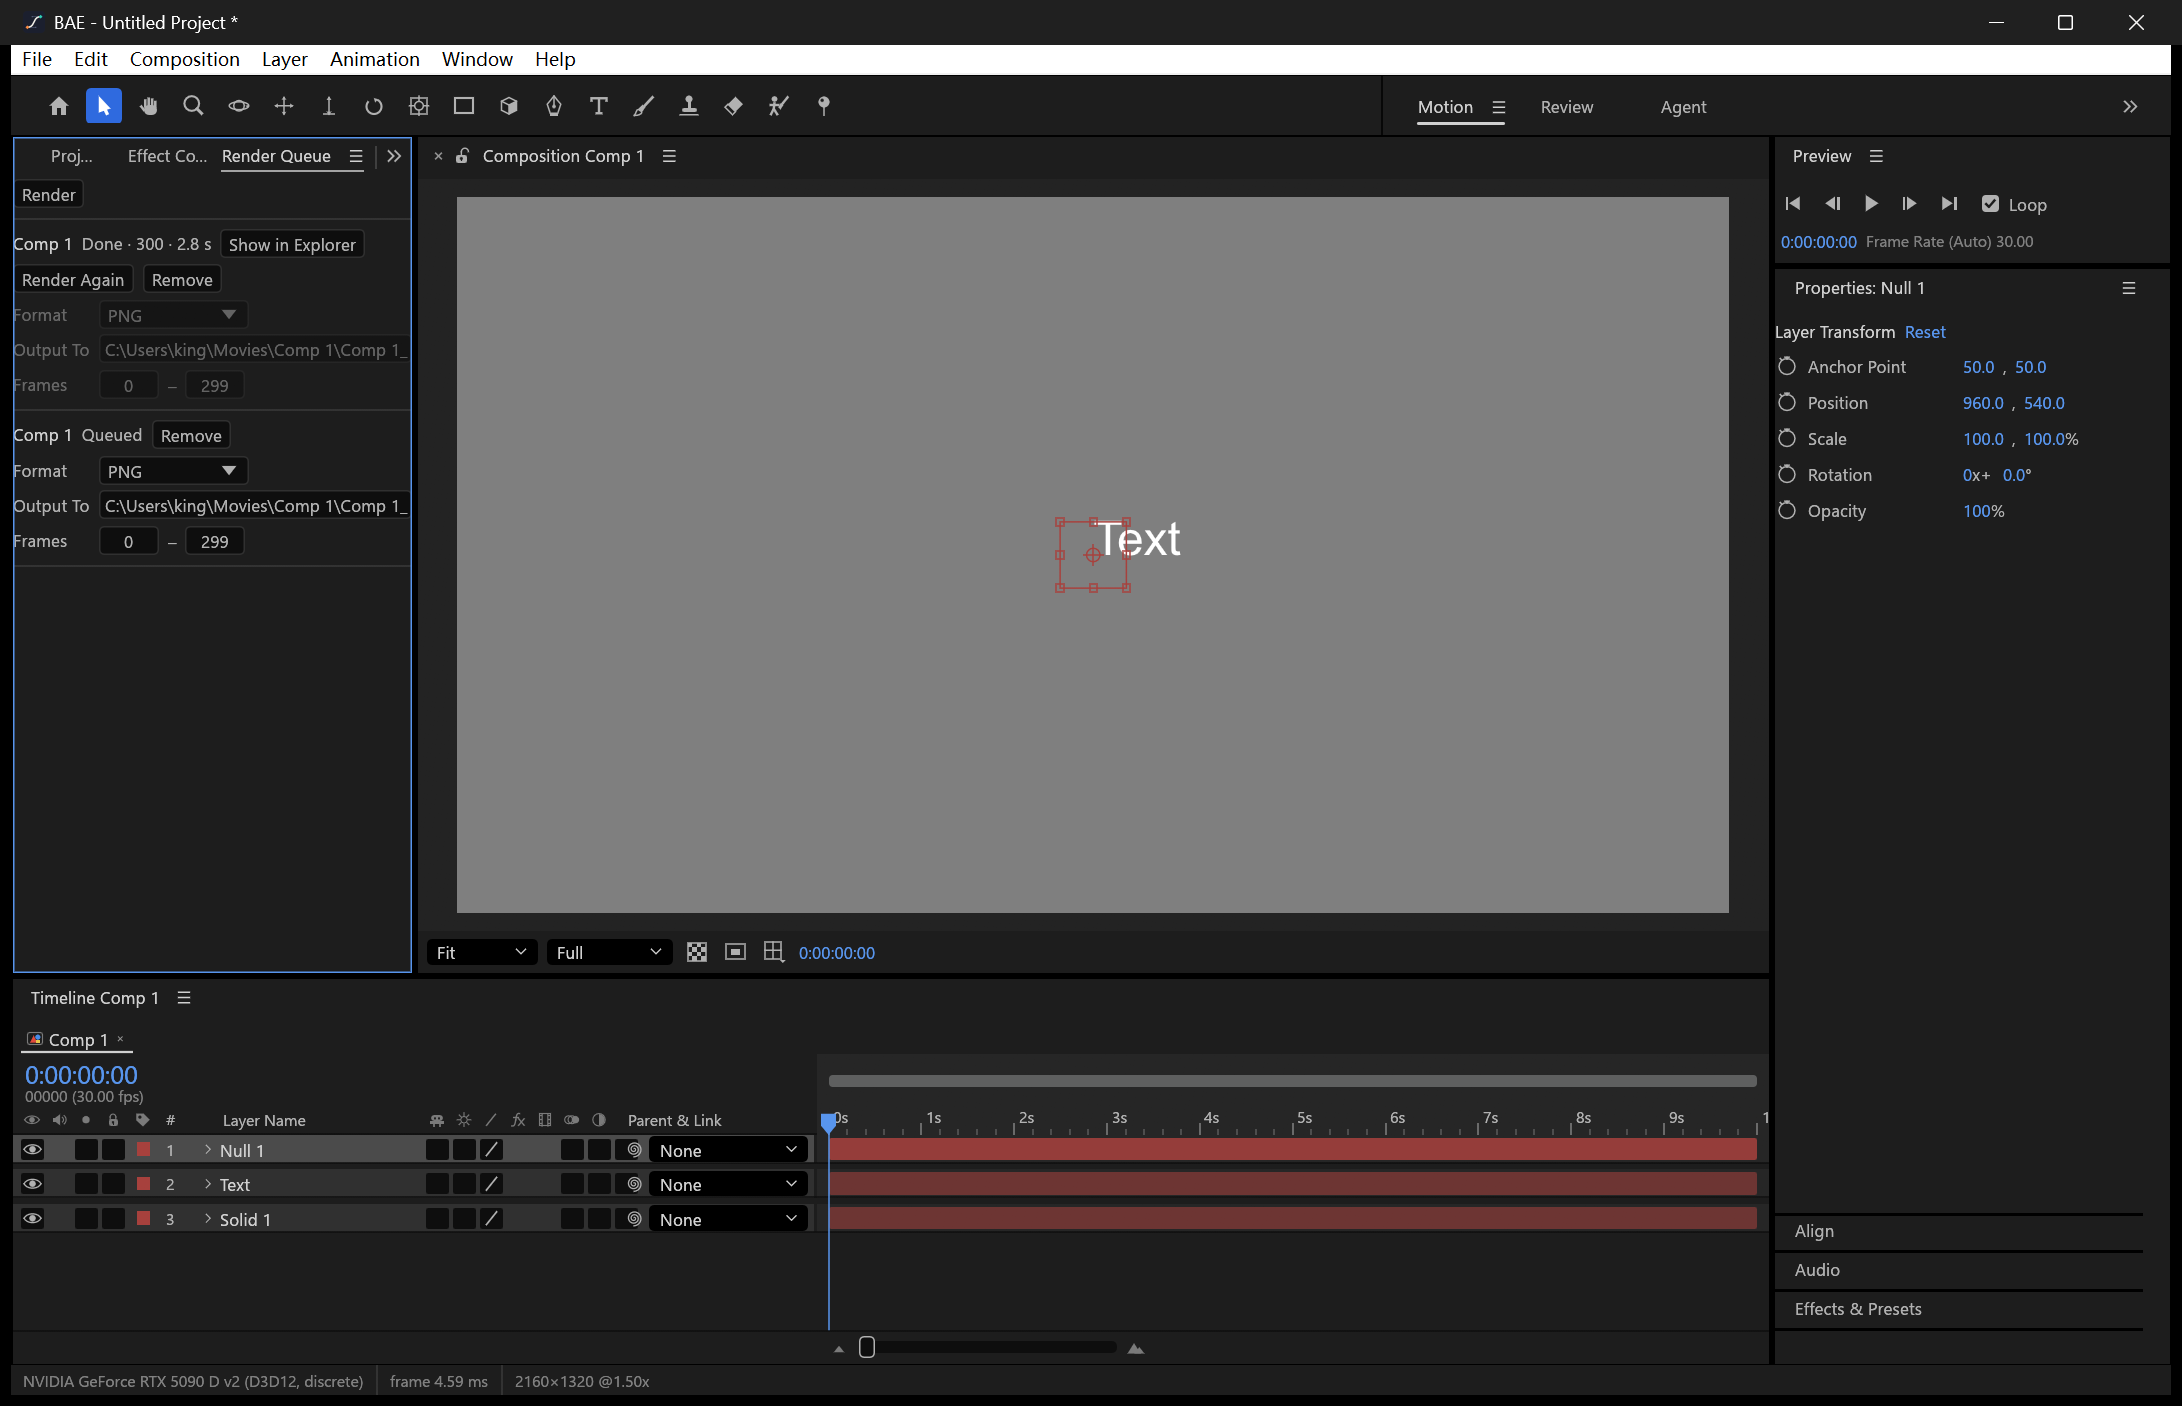 BAE - Untitled Project *
File Edit Composition Layer Animation Window Help
Motion Review Agent
Proj... Effect Co... Render Queue
Composition Comp 1
Preview
Render
Loop
Comp 1 Done · 300 · 2.8 s Show in Explorer
0:00:00:00 Frame Rate (Auto) 30.00
Render Again Remove
Properties: Null 1
Format PNG
Layer Transform Reset
Output To C:\Users\king\Movies\Comp 1\Comp 1_
Anchor Point 50.0 , 50.0
Frames 0 – 299
Position 960.0 , 540.0
Comp 1 Queued Remove
Scale 100.0 , 100.0%
Format PNG
Rotation 0x+ 0.0°
Output To C:\Users\king\Movies\Comp 1\Comp 1_
Opacity 100%
Frames 0 – 299
Text
Fit Full 0:00:00:00
Timeline Comp 1
Comp 1
0:00:00:00
00000 (30.00 fps)
# Layer Name fx Parent & Link
0s 1s 2s 3s 4s 5s 6s 7s 8s 9s 1
1 Null 1 None
2 Text None
3 Solid 1 None
Align
Audio
Effects & Presets
NVIDIA GeForce RTX 5090 D v2 (D3D12, discrete) frame 4.59 ms 2160×1320 @1.50x